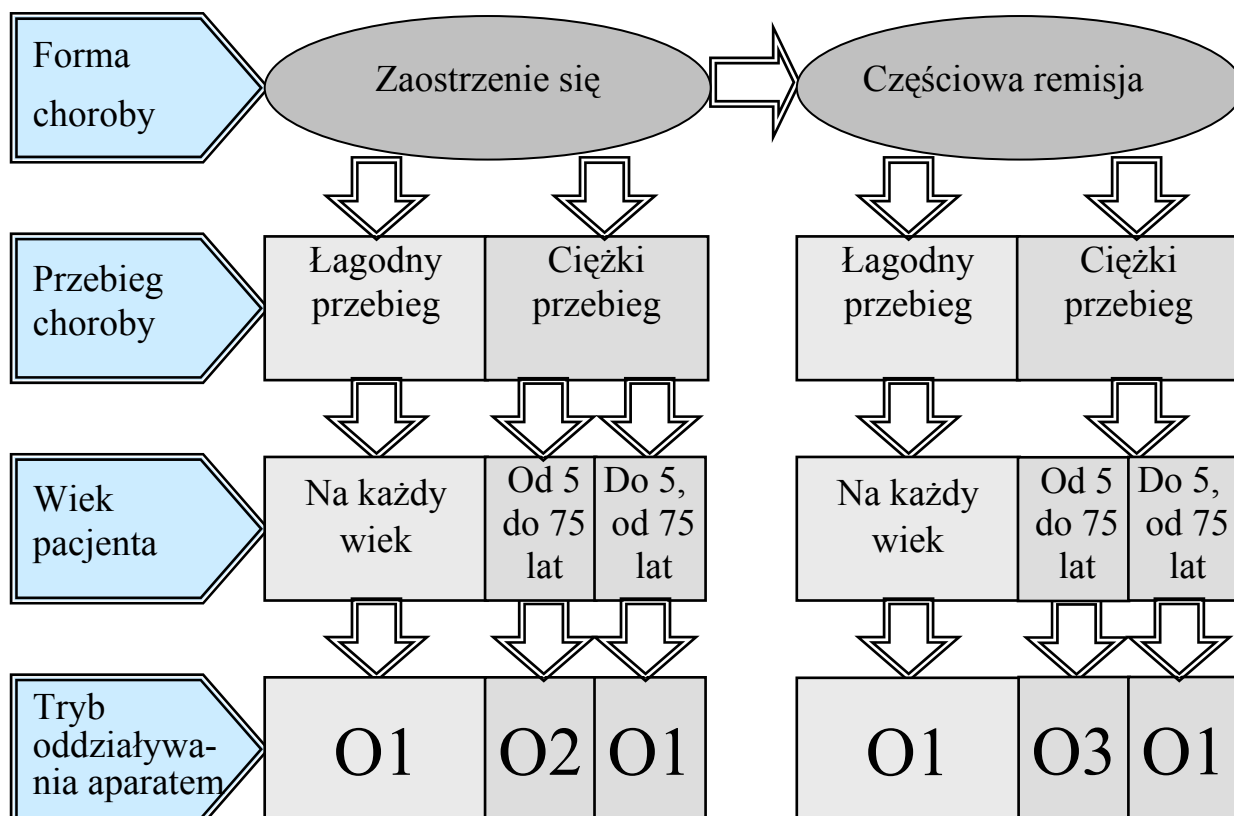 Forma
choroby
Zaostrzenie się
Częściowa remisja
Przebieg
choroby
Łagodny
przebieg
Ciężki
przebieg
Łagodny
przebieg
Ciężki
przebieg
Wiek
pacjenta
Na każdy
wiek
Od 5
do 75
lat
Do 5,
od 75
lat
Na każdy
wiek
Od 5
do 75
lat
Do 5,
od 75
lat
Tryb
oddziaływa-
nia aparatem
O1
O2
O1
O1
O3
O1